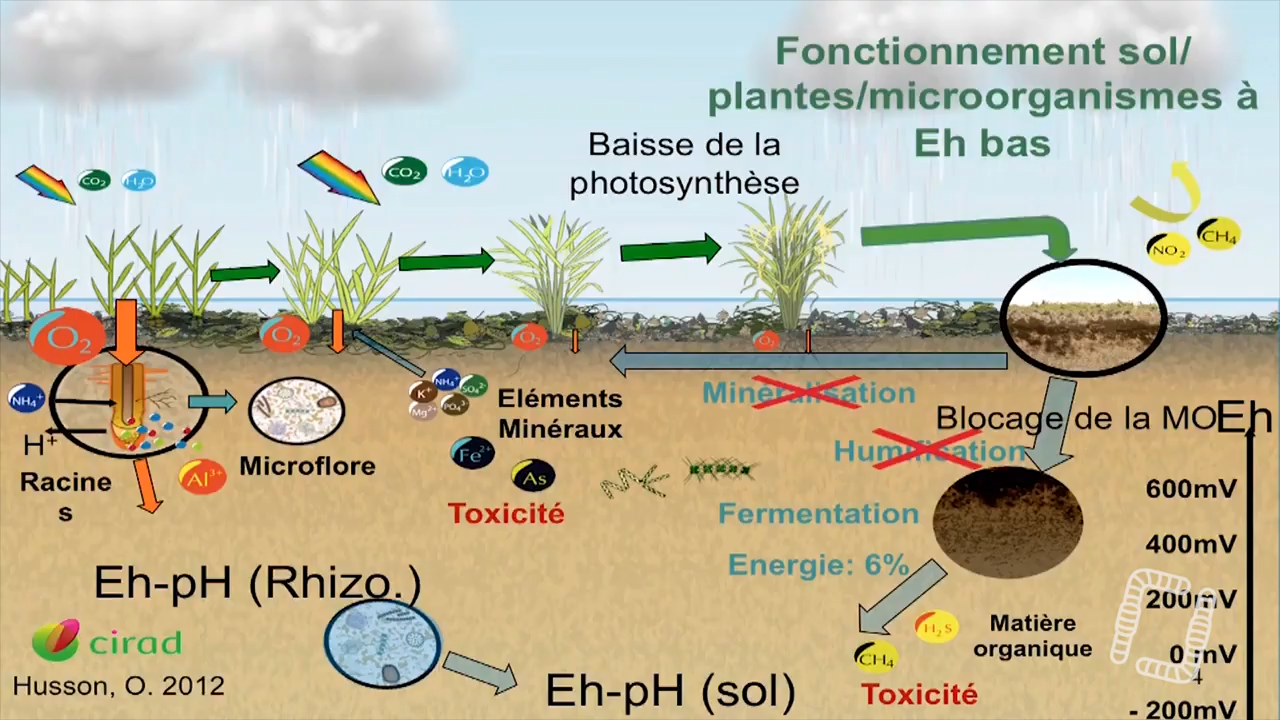 Fonctionnement sol/
plantes/microorganismes à
Eh bas
Baisse de la
photosynthèse
CO₂
H₂O
CO₂
H₂O
NO₂
CH₄
O₂
O₂
O₂
O₂
NH₄⁺
H⁺
Racine
s
Al³⁺
Microflore
K⁺
NH₄⁺
SO₄²⁻
Mg²⁺
PO₄³⁻
Eléments
Minéraux
Fe²⁺
As
Toxicité
Minéralisation
Blocage de la MO
Humification
Fermentation
Energie: 6%
Eh
600mV
400mV
200mV
0 mV
- 200mV
4
H₂S
CH₄
Matière
organique
Toxicité
Eh-pH (Rhizo.)
Eh-pH (sol)
cirad
Husson, O. 2012